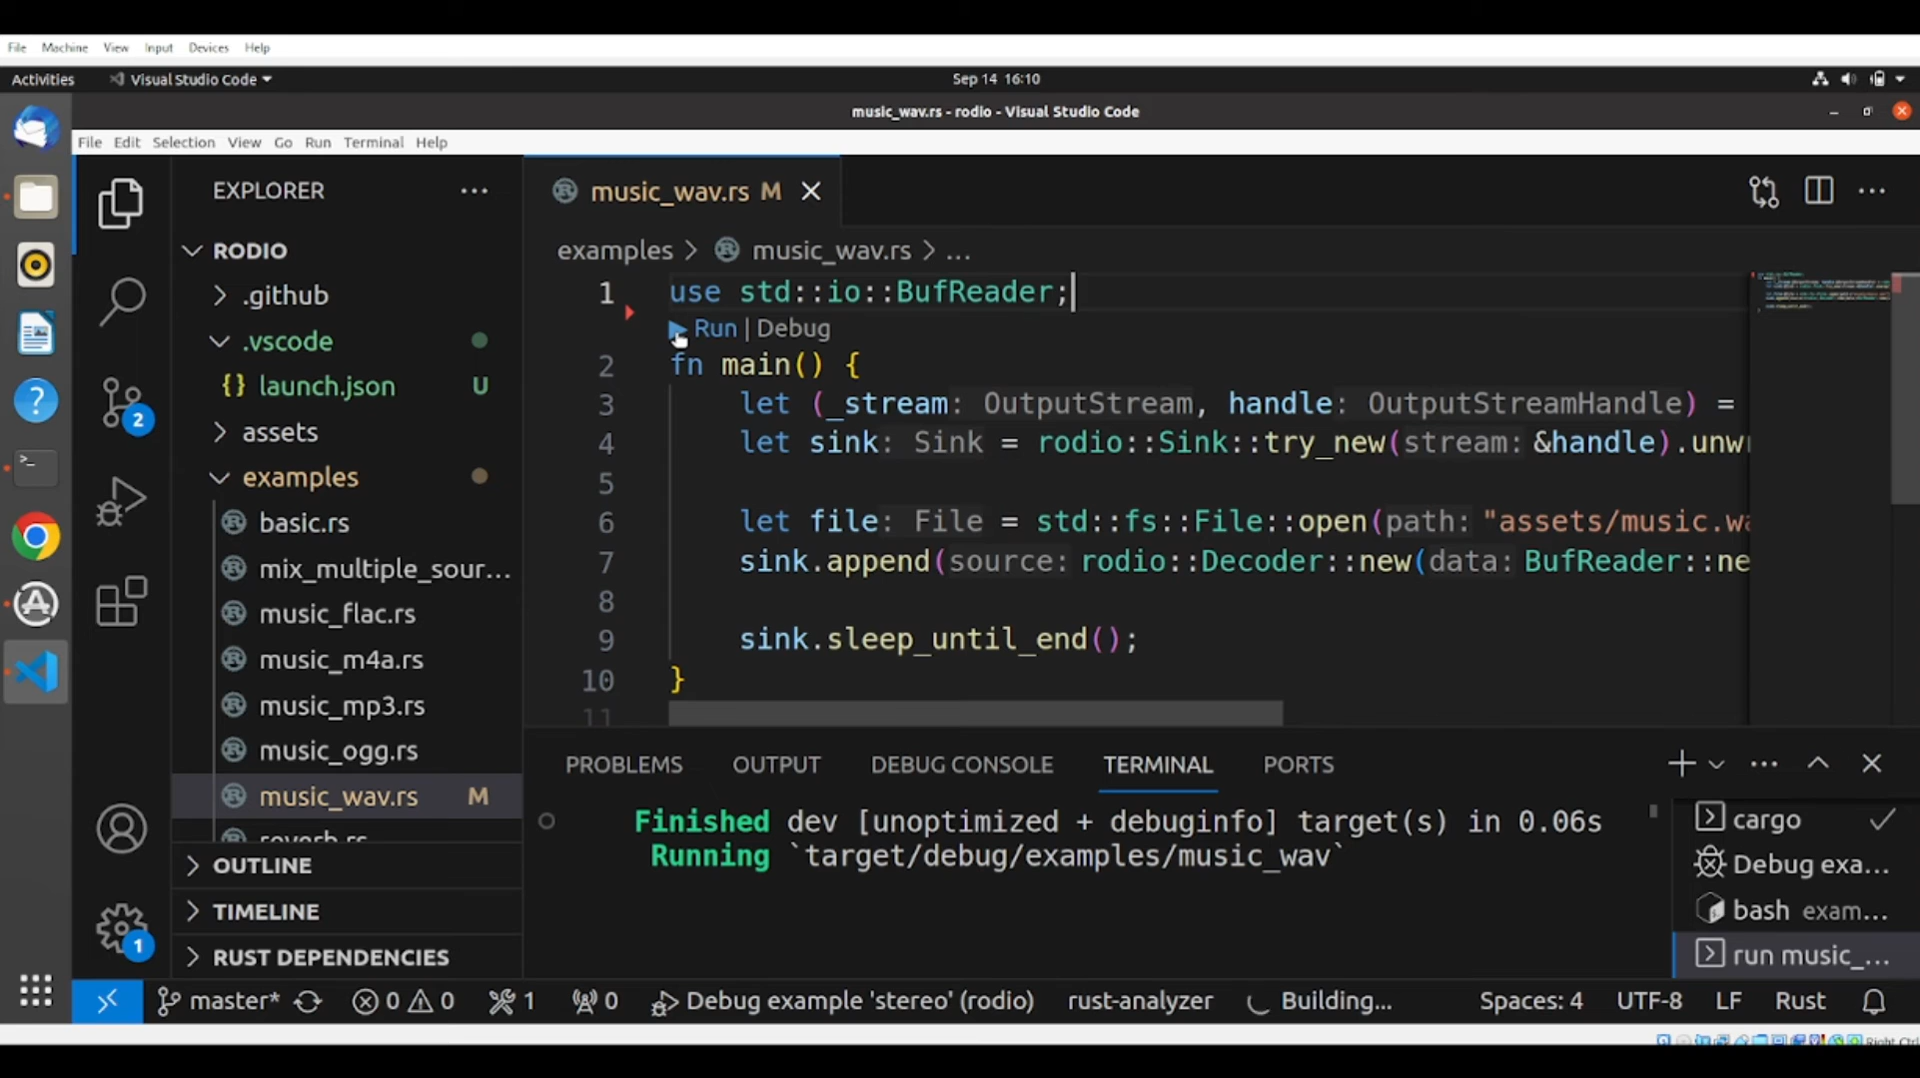 File Machine View Input Devices Help
Activities Visual Studio Code Sep 14 16:10
music_wav.rs - rodio - Visual Studio Code
File Edit Selection View Go Run Terminal Help
EXPLORER ...
RODIO
.github
.vscode
{} launch.json U
assets
examples
basic.rs
mix_multiple_sour...
music_flac.rs
music_m4a.rs
music_mp3.rs
music_ogg.rs
music_wav.rs M
reverb.rs
OUTLINE
TIMELINE
RUST DEPENDENCIES
2
1
music_wav.rs M
examples > music_wav.rs > ...
1 use std::io::BufReader;
Run | Debug
2 fn main() {
3 let (_stream: OutputStream, handle: OutputStreamHandle) =
4 let sink: Sink = rodio::Sink::try_new(stream: &handle).unw
5
6 let file: File = std::fs::File::open(path: "assets/music.wa
7 sink.append(source: rodio::Decoder::new(data: BufReader::ne
8
9 sink.sleep_until_end();
10 }
11
PROBLEMS OUTPUT DEBUG CONSOLE TERMINAL PORTS
Finished dev [unoptimized + debuginfo] target(s) in 0.06s
Running `target/debug/examples/music_wav`
cargo
Debug exa...
bash exam...
run music_...
master* 0 0 1 0 Debug example 'stereo' (rodio) rust-analyzer Building... Spaces: 4 UTF-8 LF Rust
Right Ctrl